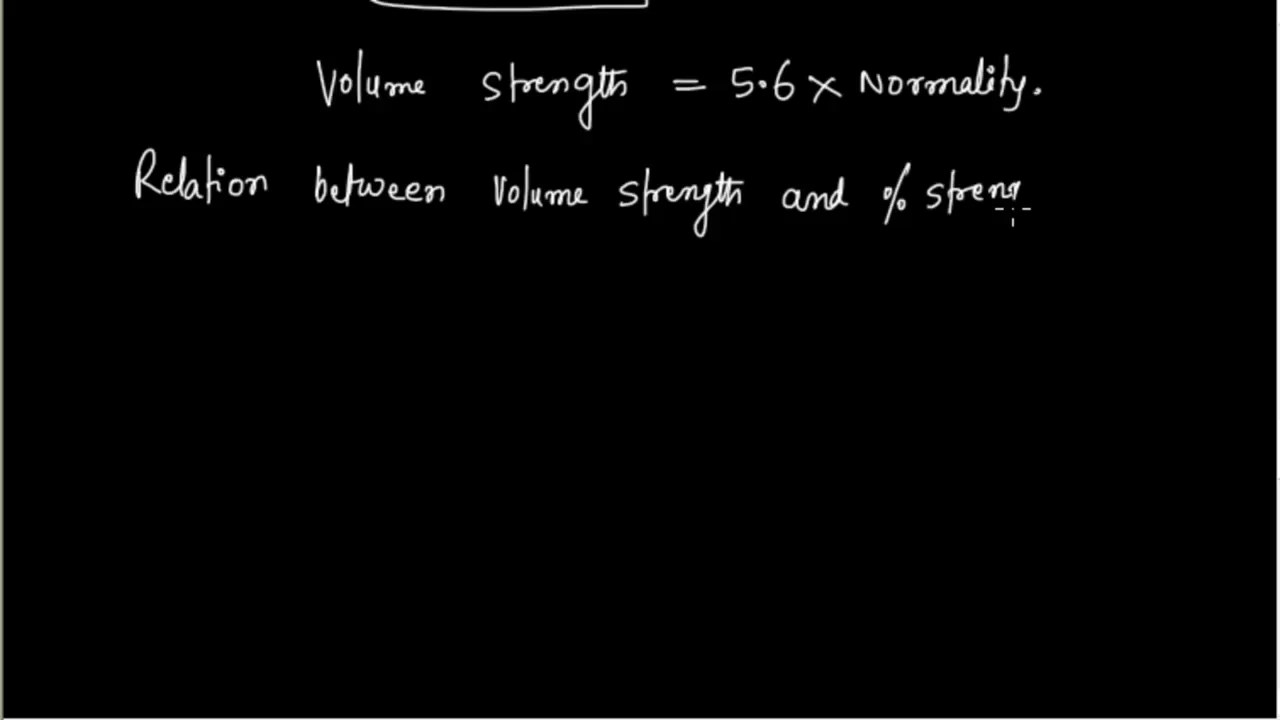 Volume strength = 5.6 × Normality.
Relation between volume strength and % streng